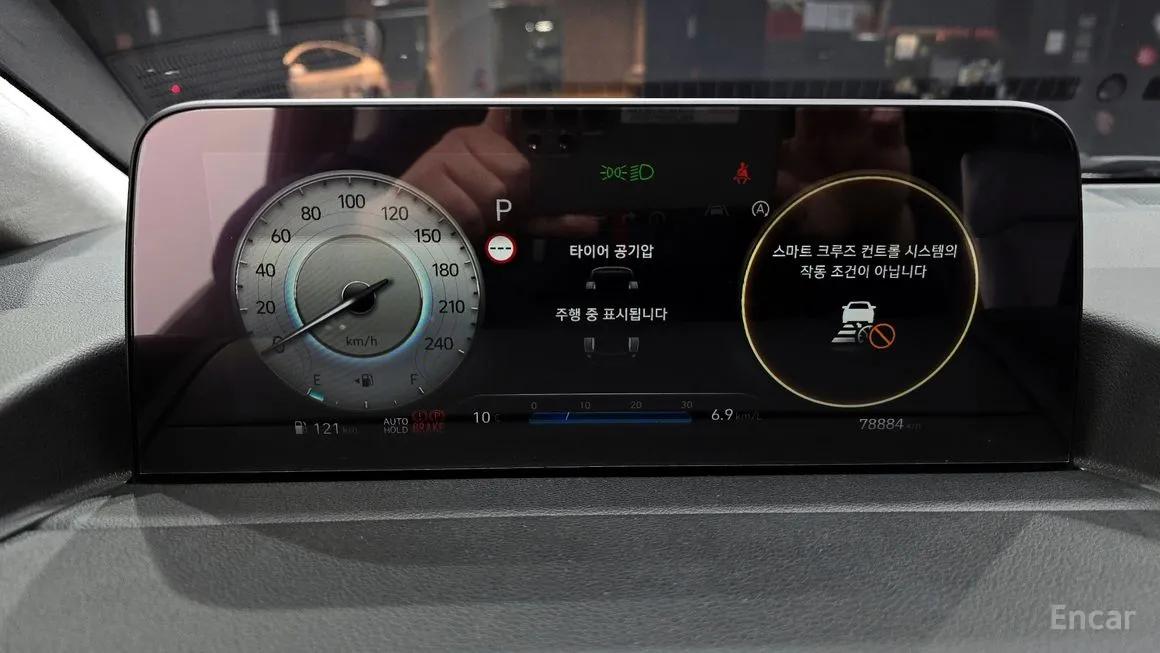 100
80
120
60
150
40
180
20
210
0
240
km/h
E
F
P
타이어 공기압
주행 중 표시됩니다
A
스마트 크루즈 컨트롤 시스템의
작동 조건이 아닙니다
121 km
AUTO HOLD
BRAKE
10
0 10 20 30
6.9 km/L
78884 km
Encar